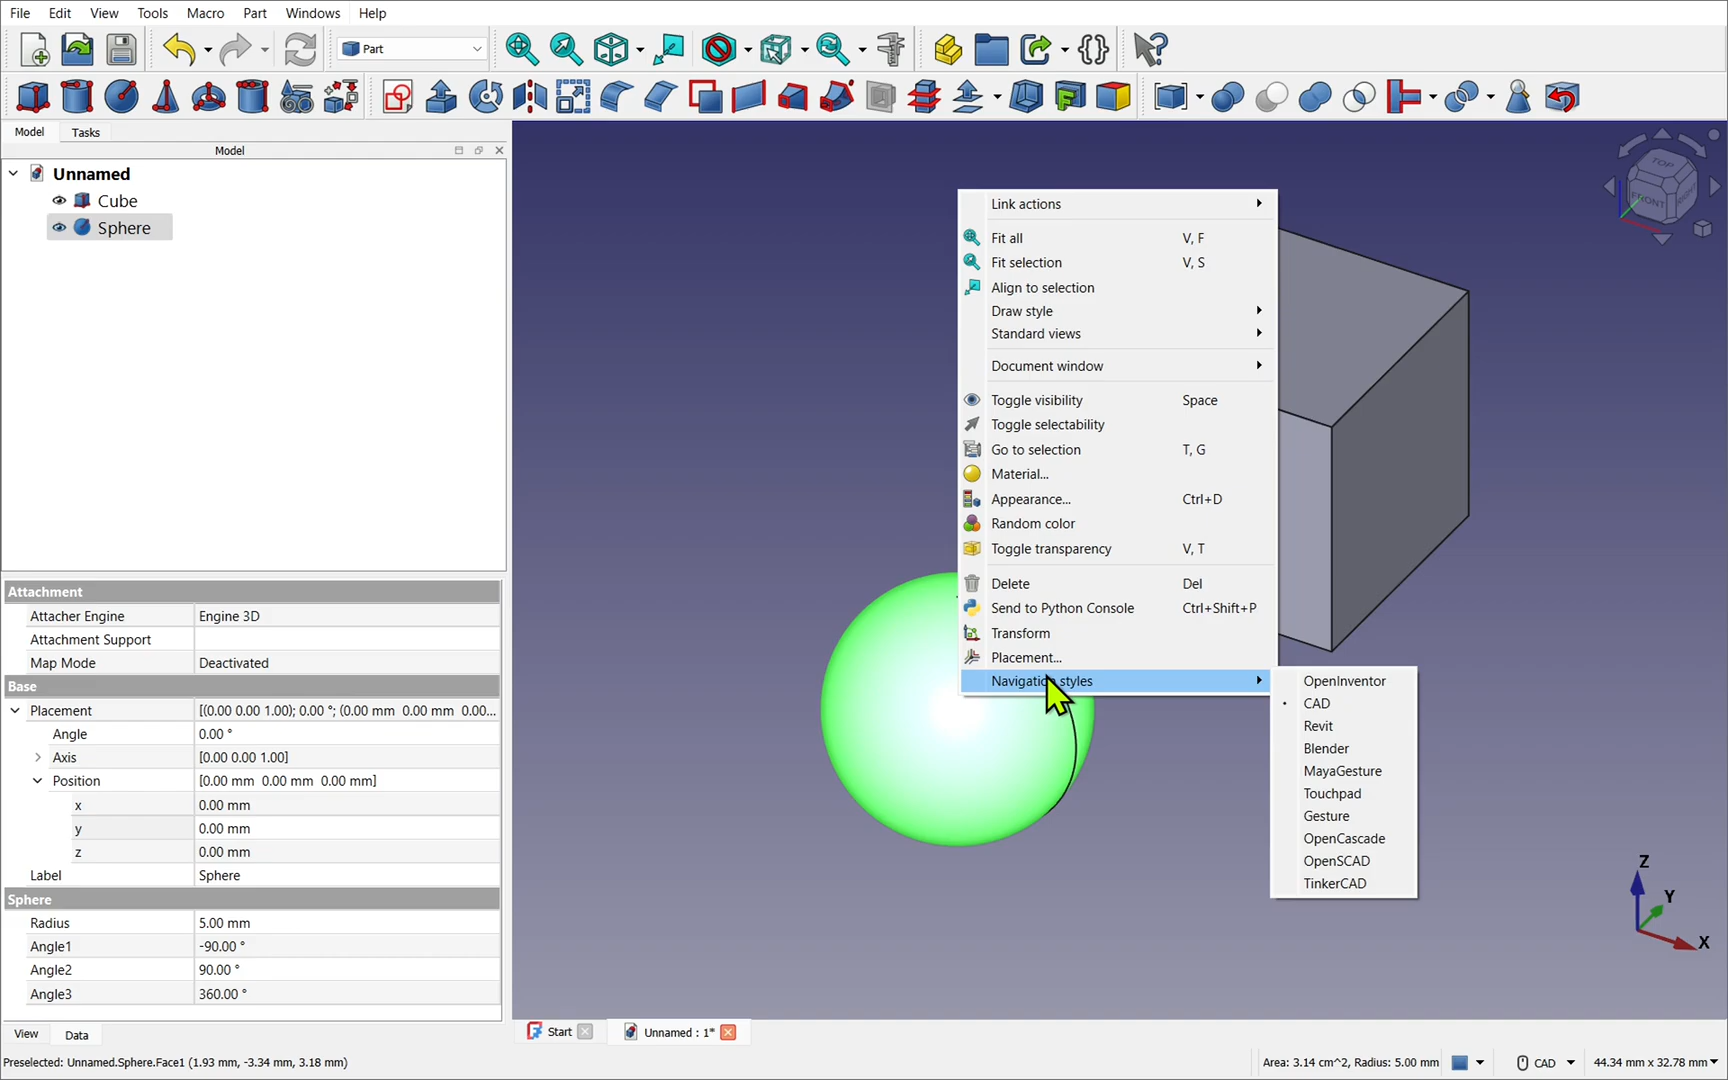 File Edit View Tools Macro Part Windows Help
Part
Model Tasks
Model
Unnamed
Cube
Sphere
Attachment
Attacher Engine Engine 3D
Attachment Support
Map Mode Deactivated
Base
Placement [(0.00 0.00 1.00); 0.00 °; (0.00 mm 0.00 mm 0.00...
Angle 0.00 °
Axis [0.00 0.00 1.00]
Position [0.00 mm 0.00 mm 0.00 mm]
x 0.00 mm
y 0.00 mm
z 0.00 mm
Label Sphere
Sphere
Radius 5.00 mm
Angle1 -90.00 °
Angle2 90.00 °
Angle3 360.00 °
View Data
Link actions
Fit all V, F
Fit selection V, S
Align to selection
Draw style
Standard views
Document window
Toggle visibility Space
Toggle selectability
Go to selection T, G
Material...
Appearance... Ctrl+D
Random color
Toggle transparency V, T
Delete Del
Send to Python Console Ctrl+Shift+P
Transform
Placement...
Navigation styles
OpenInventor
CAD
Revit
Blender
MayaGesture
Touchpad
Gesture
OpenCascade
OpenSCAD
TinkerCAD
TOP
FRONT
RIGHT
Z
Y
X
Start Unnamed : 1*
Preselected: Unnamed.Sphere.Face1 (1.93 mm, -3.34 mm, 3.18 mm) Area: 3.14 cm^2, Radius: 5.00 mm CAD 44.34 mm x 32.78 mm